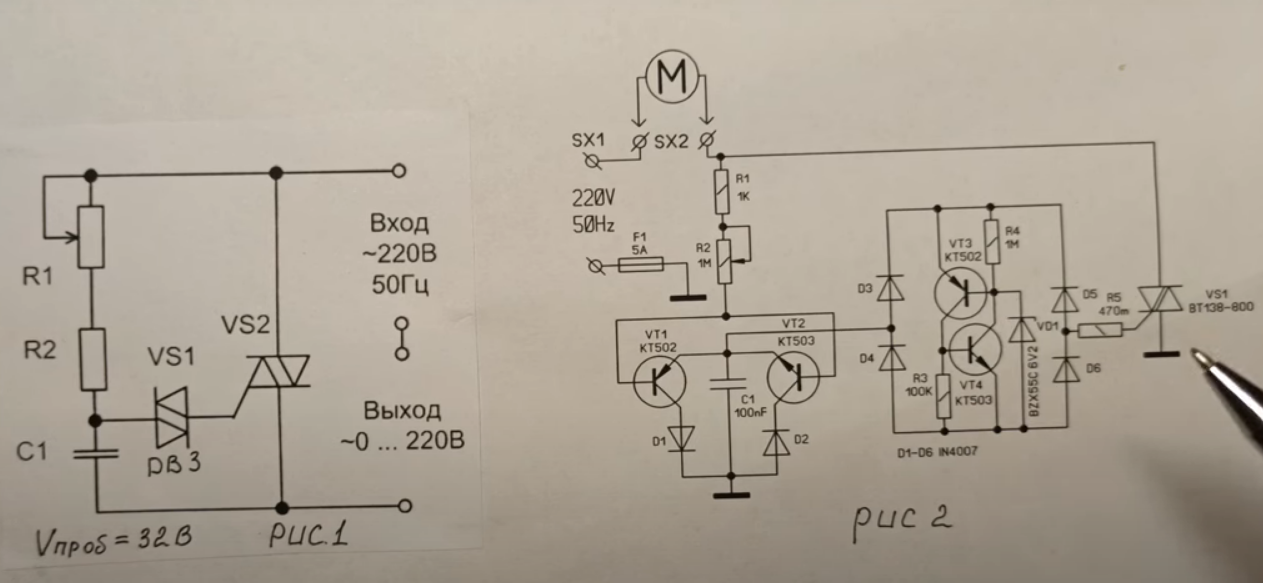 R1
R2
C1
VS1
DB3
VS2
Вход
~220В
50Гц
Выход
~0 ... 220В
Vпроб = 32В
РИС.1
M
SX1
SX2
220V
50Hz
F1
5A
R1
1K
R2
1M
VT1
KT502
VT2
KT503
C1
100nF
D1
D2
D3
D4
VT3
KT502
R4
1M
R3
100K
VT4
KT503
VD1
BZX55C 6V2
D5
D6
R5
470m
VS1
BT138-800
D1-D6 IN4007
рис 2